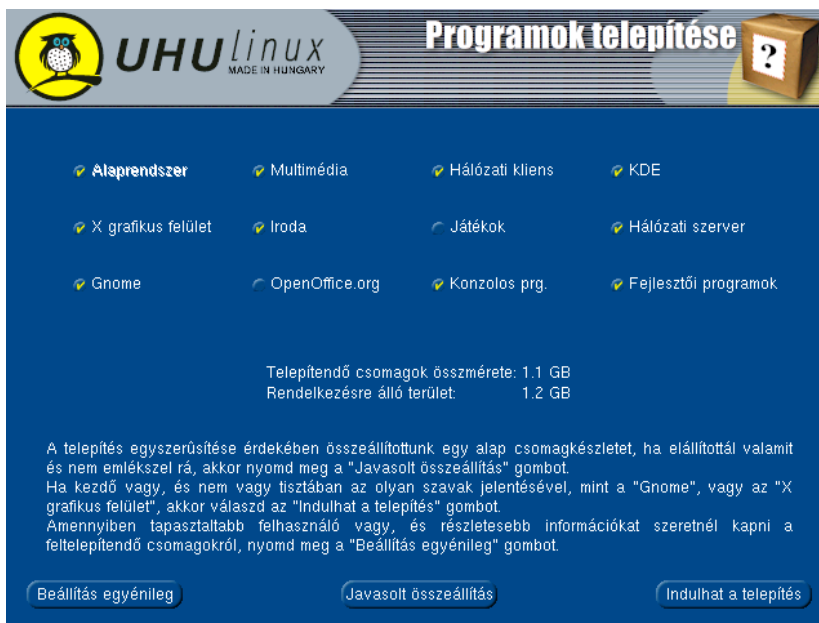 UHU linux
MADE IN HUNGARY
Programok telepítése
?
Alaprendszer Multimédia Hálózati kliens KDE
X grafikus felület Iroda Játékok Hálózati szerver
Gnome OpenOffice.org Konzolos prg. Fejlesztői programok
Telepítendő csomagok összmérete: 1.1 GB
Rendelkezésre álló terület: 1.2 GB
A telepítés egyszerûsítése érdekében összeállítottunk egy alap csomagkészletet, ha elállítottál valamit
és nem emlékszel rá, akkor nyomd meg a "Javasolt összeállítás" gombot.
Ha kezdő vagy, és nem vagy tisztában az olyan szavak jelentésével, mint a "Gnome", vagy az "X
grafikus felület", akkor válaszd az "Indulhat a telepítés" gombot.
Amennyiben tapasztaltabb felhasználó vagy, és részletesebb információkat szeretnél kapni a
feltelepítendő csomagokról, nyomd meg a "Beállítás egyénileg" gombot.
Beállítás egyénileg Javasolt összeállítás Indulhat a telepítés